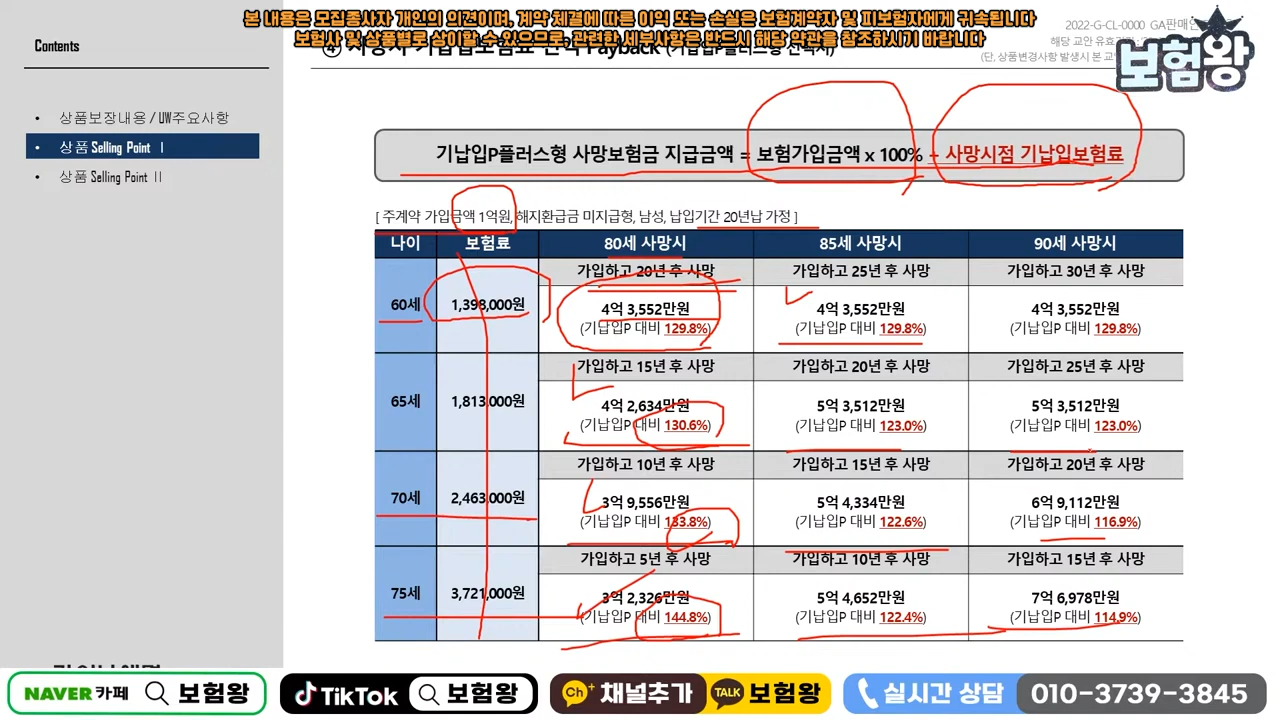 본 내용은 모집종사자 개인의 의견이며, 계약 체결에 따른 이익 또는 손실은 보험계약자 및 피보험자에게 귀속됩니다
보험사 및 상품별로 상이할 수 있으므로, 관련한 세부사항은 반드시 해당 약관을 참조하시기 바랍니다
2022-G-CL-0000 GA판매
해당 교안 유효
(단, 상품변경사항 발생시 본 교
보험왕
Contents
상품보장내용 / UW주요사항
상품 Selling Point Ⅰ
상품 Selling Point ⅠⅠ
Payback
기납입P플러스형 사망보험금 지급금액 = 보험가입금액 x 100% + 사망시점 기납입보험료
[ 주계약 가입금액 1억원, 해지환급금 미지급형, 남성, 납입기간 20년납 가정 ]
나이 보험료 80세 사망시 85세 사망시 90세 사망시
가입하고 20년 후 사망 가입하고 25년 후 사망 가입하고 30년 후 사망
60세 1,398,000원 4억 3,552만원 4억 3,552만원 4억 3,552만원
(기납입P 대비 129.8%) (기납입P 대비 129.8%) (기납입P 대비 129.8%)
가입하고 15년 후 사망 가입하고 20년 후 사망 가입하고 25년 후 사망
65세 1,813,000원 4억 2,634만원 5억 3,512만원 5억 3,512만원
(기납입P 대비 130.6%) (기납입P 대비 123.0%) (기납입P 대비 123.0%)
가입하고 10년 후 사망 가입하고 15년 후 사망 가입하고 20년 후 사망
70세 2,463,000원 3억 9,556만원 5억 4,334만원 6억 9,112만원
(기납입P 대비 133.8%) (기납입P 대비 122.6%) (기납입P 대비 116.9%)
가입하고 5년 후 사망 가입하고 10년 후 사망 가입하고 15년 후 사망
75세 3,721,000원 3억 2,326만원 5억 4,652만원 7억 6,978만원
(기납입P 대비 144.8%) (기납입P 대비 122.4%) (기납입P 대비 114.9%)
NAVER 카페 보험왕 TikTok 보험왕 Ch+ 채널추가 TALK 보험왕 실시간 상담 010-3739-3845